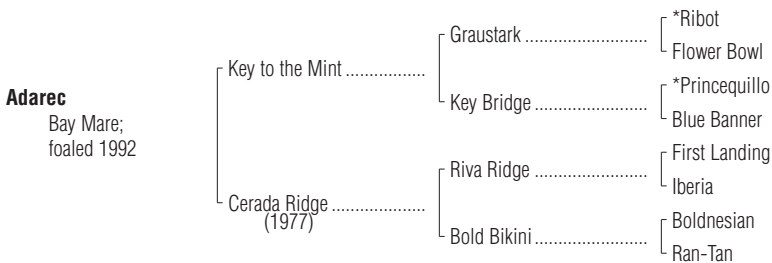 *Ribot
Graustark ..............................
Flower Bowl
Key to the Mint .................
*Princequillo
Key Bridge ...........................
Blue Banner
Adarec
Bay Mare;
foaled 1992
First Landing
Riva Ridge ...........................
Iberia
Cerada Ridge ....................
(1977)
Boldnesian
Bold Bikini ...........................
Ran-Tan